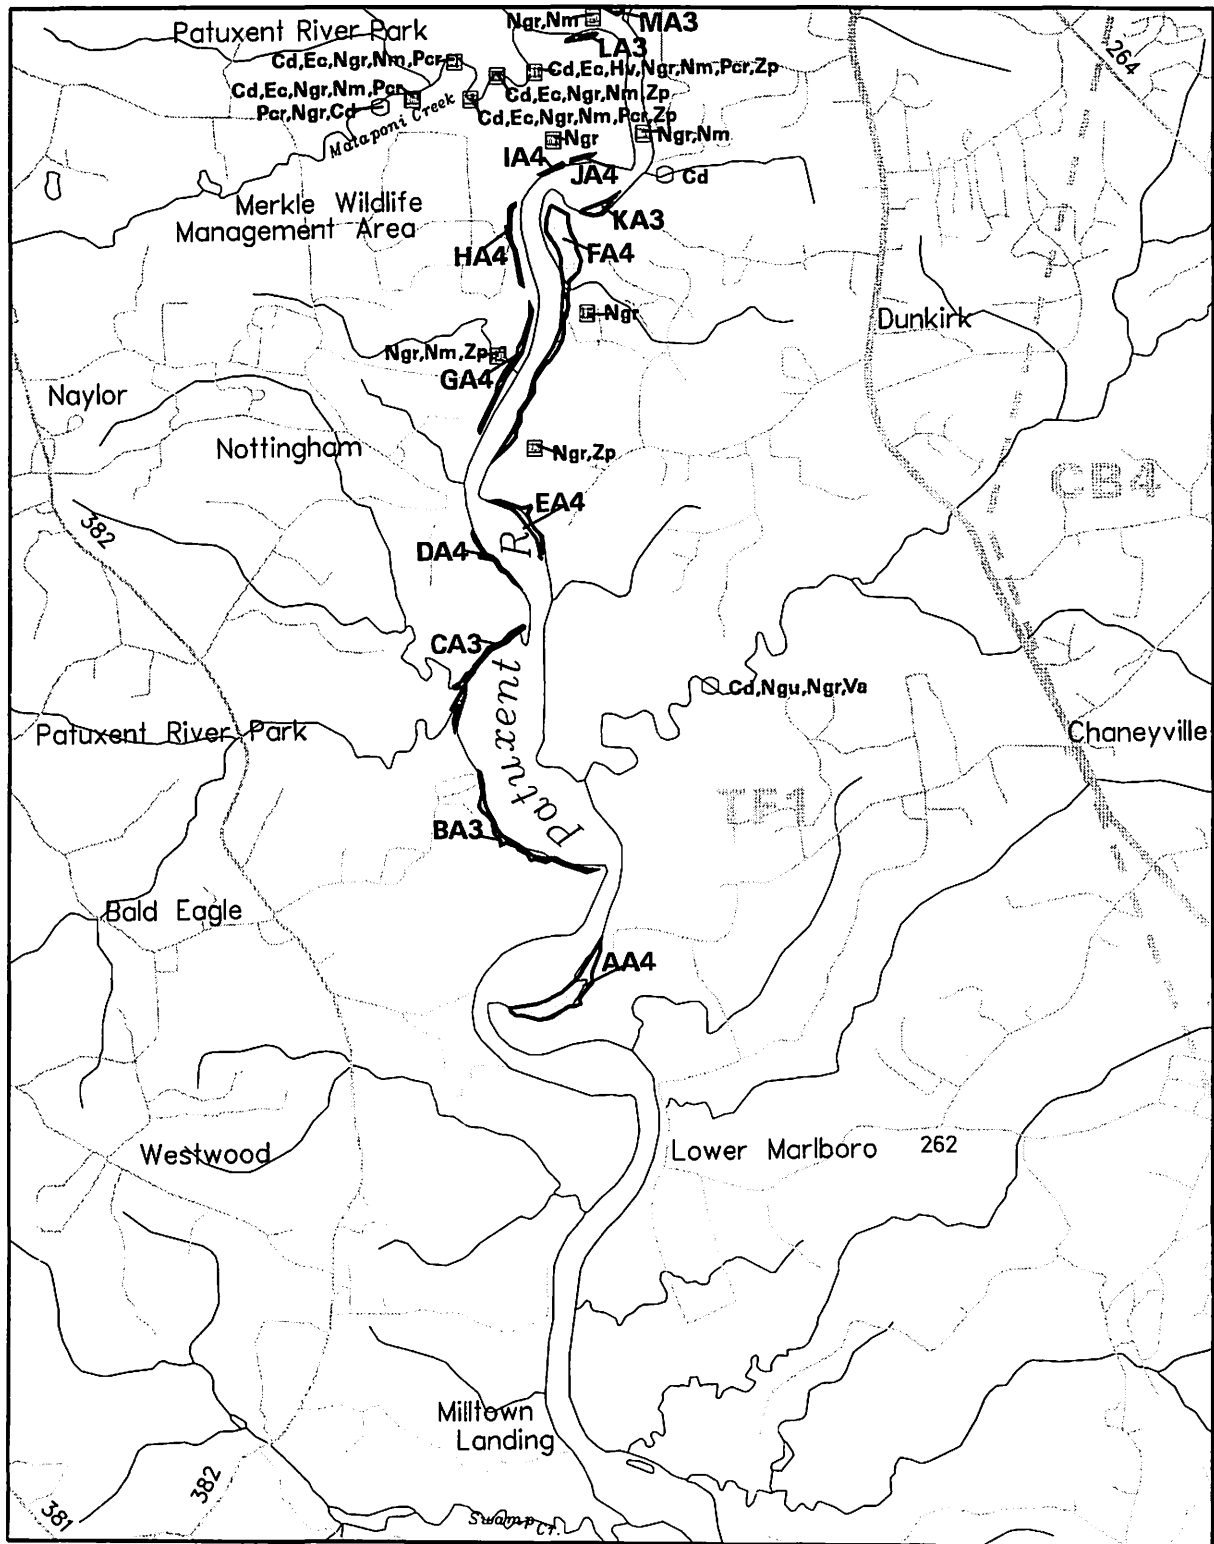 Ngr,Nm
MA3
Patuxent River Park
LA3
264
Cd,Ec,Ngr,Nm,Pcr
Cd,Ec,Hv,Ngr,Nm,Pcr,Zp
Cd,Ec,Ngr,Nm,Pcr
Cd,Ec,Ngr,Nm,Zp
Pcr,Ngr,Cd
Mataponi Creek
Cd,Ec,Ngr,Nm,Pcr,Zp
Ngr
Ngr,Nm
IA4
JA4
Cd
Merkle Wildlife
Management Area
KA3
HA4
FA4
Ngr
Dunkirk
Ngr,Nm,Zp
GA4
Naylor
Nottingham
Ngr,Zp
CB4
EA4
382
DA4
Patuxent R
CA3
Cd,Ngu,Ngr,Va
Patuxent River Park
Chaneyville
TF1
BA3
Bald Eagle
AA4
Westwood
Lower Marlboro
262
Milltown
Landing
382
381
Swamp Cr.